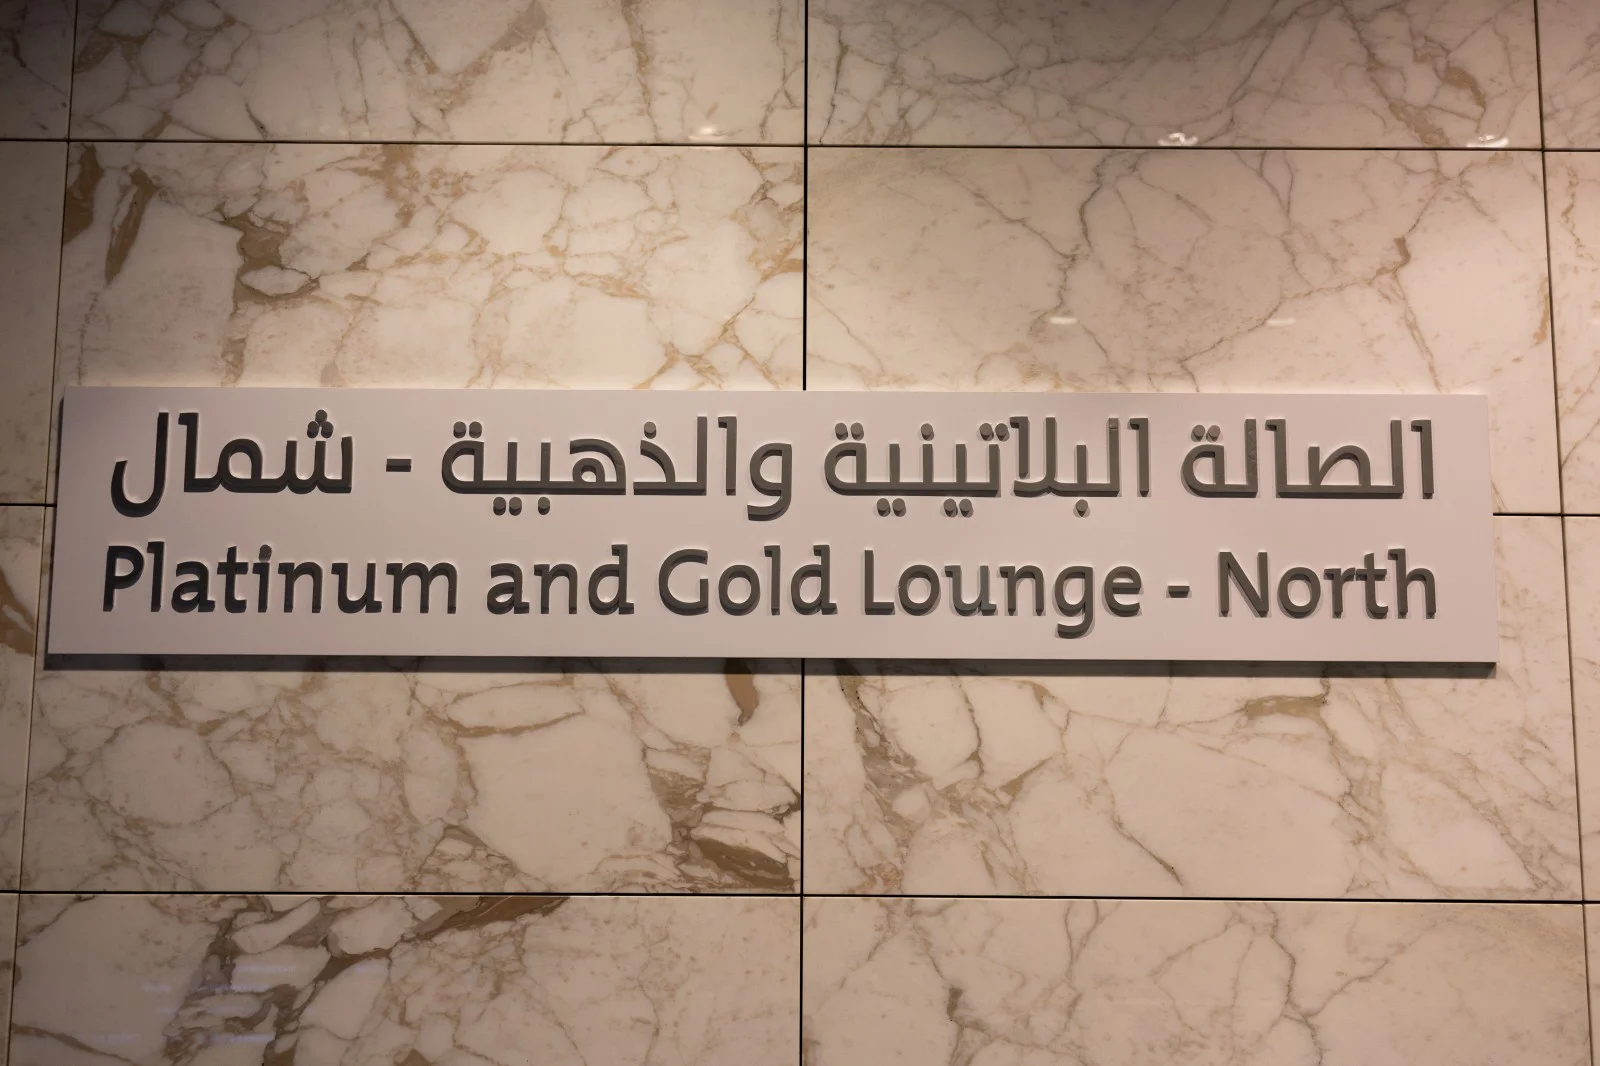 الصالة البلاتينية والذهبية - شمال
Platinum and Gold Lounge - North